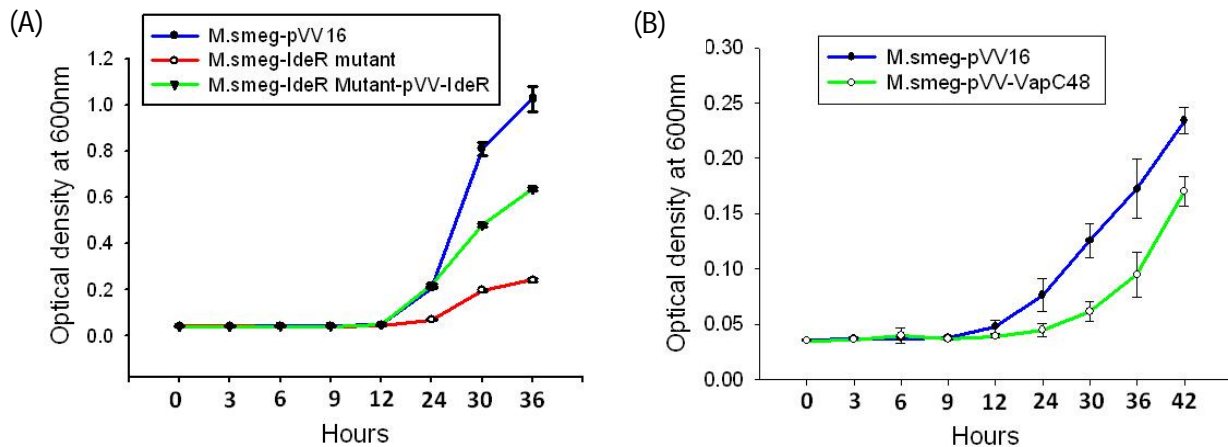 (A)
M.smeg-pVV16
M.smeg-IdeR mutant
M.smeg-IdeR Mutant-pVV-IdeR
Optical density at 600nm
1.2
1.0
0.8
0.6
0.4
0.2
0.0
0 3 6 9 12 24 30 36
Hours
(B)
M.smeg-pVV16
M.smeg-pVV-VapC48
Optical density at 600nm
0.30
0.25
0.20
0.15
0.10
0.05
0.00
0 3 6 9 12 24 30 36 42
Hours